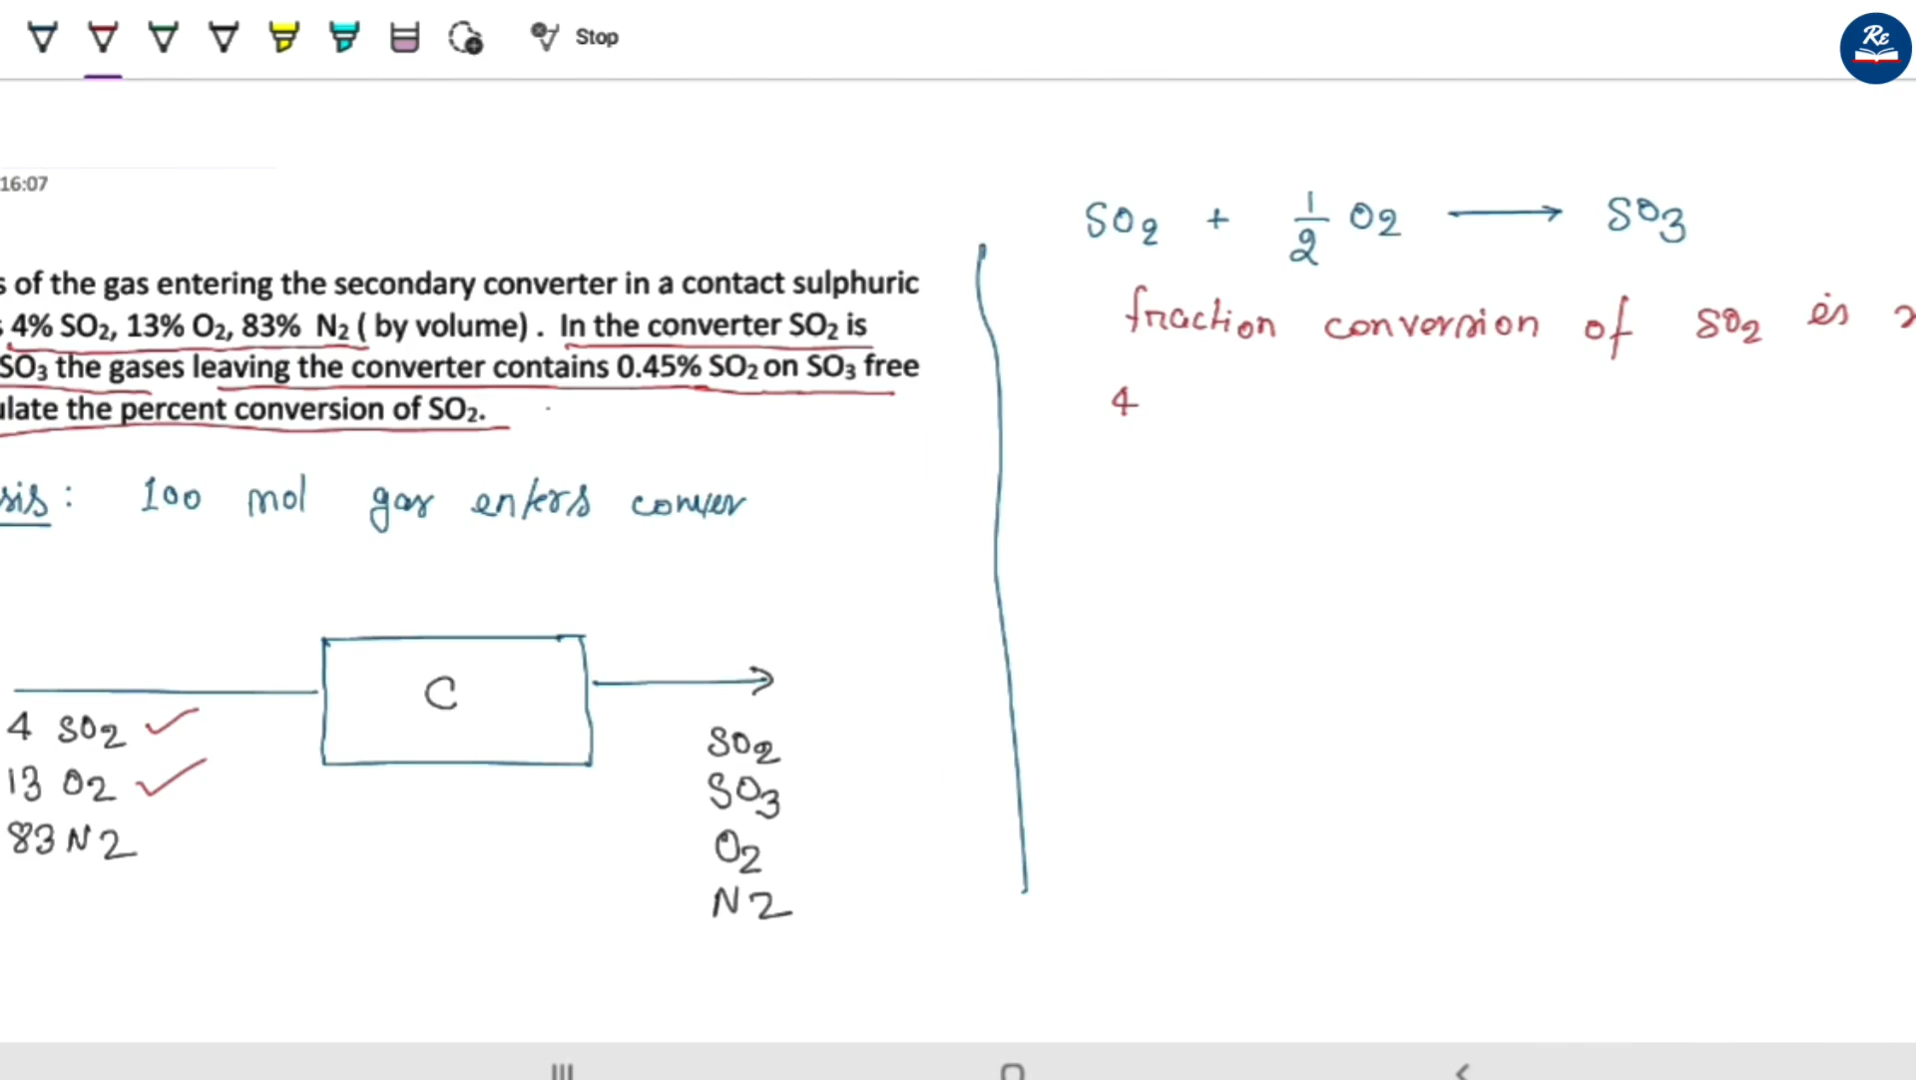 Stop
Re
16:07
of the gas entering the secondary converter in a contact sulphuric
4% SO₂, 13% O₂, 83% N₂ ( by volume) . In the converter SO₂ is
SO₃ the gases leaving the converter contains 0.45% SO₂ on SO₃ free
the percent conversion of SO₂.
: 100 mol gas enters conver
C
4 SO₂
13 O₂
83 N₂
SO₂
SO₃
O₂
N₂
SO₂ + 1/2 O₂ → SO₃
fraction conversion of SO₂ is
4